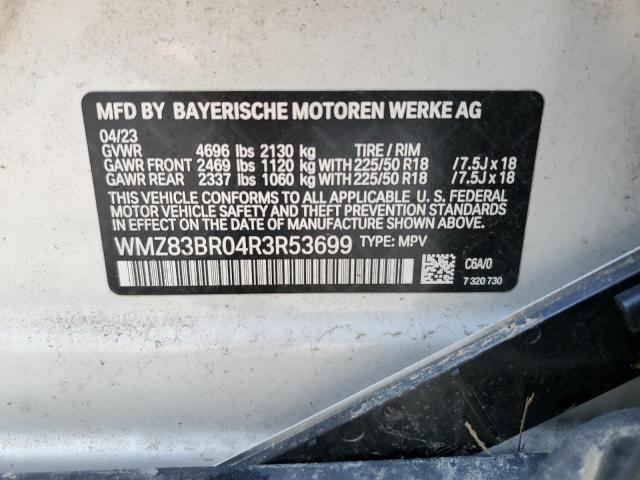 MFD BY BAYERISCHE MOTOREN WERKE AG
04/23
GVWR 4696 lbs 2130 kg TIRE / RIM
GAWR FRONT 2469 lbs 1120 kg WITH 225/50 R18 /7.5J x 18
GAWR REAR 2337 lbs 1060 kg WITH 225/50 R18 /7.5J x 18
THIS VEHICLE CONFORMS TO ALL APPLICABLE U. S. FEDERAL
MOTOR VEHICLE SAFETY AND THEFT PREVENTION STANDARDS
IN EFFECT ON THE DATE OF MANUFACTURE SHOWN ABOVE.
WMZ83BR04R3R53699 TYPE: MPV
C6A/0
7 320 730